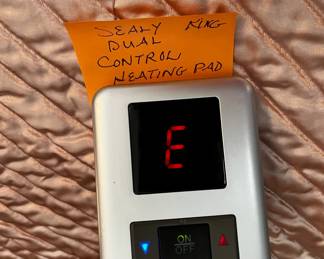 SEALY KING
DUAL
CONTROL
HEATING PAD
E
ON
OFF